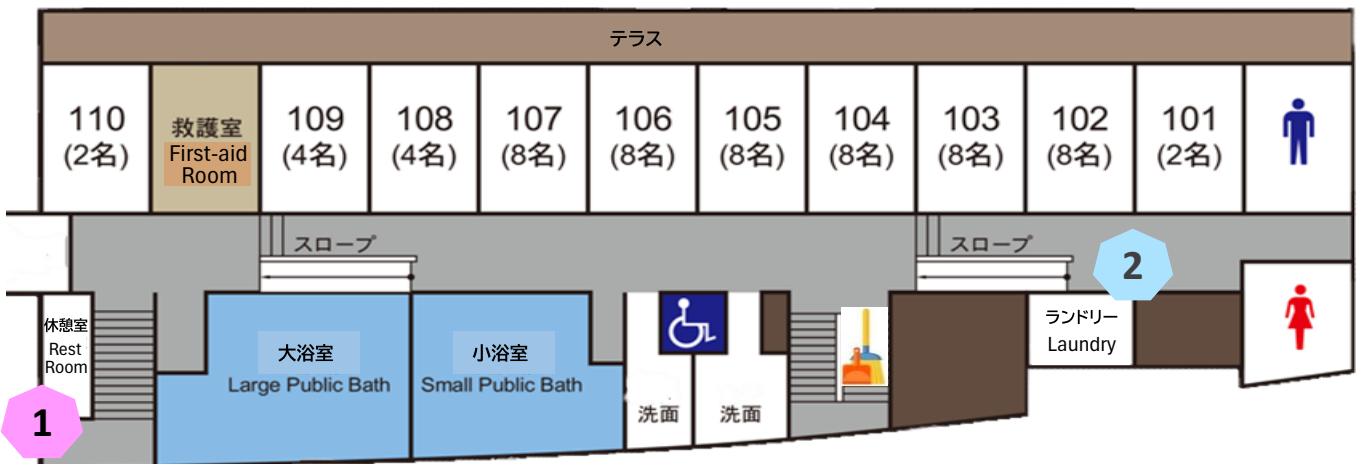 テラス
110
(2名)
救護室
First-aid
Room
109
(4名)
108
(4名)
107
(8名)
106
(8名)
105
(8名)
104
(8名)
103
(8名)
102
(8名)
101
(2名)
スロープ
スロープ
2
休憩室
Rest
Room
大浴室
Large Public Bath
小浴室
Small Public Bath
洗面
洗面
ランドリー
Laundry
1